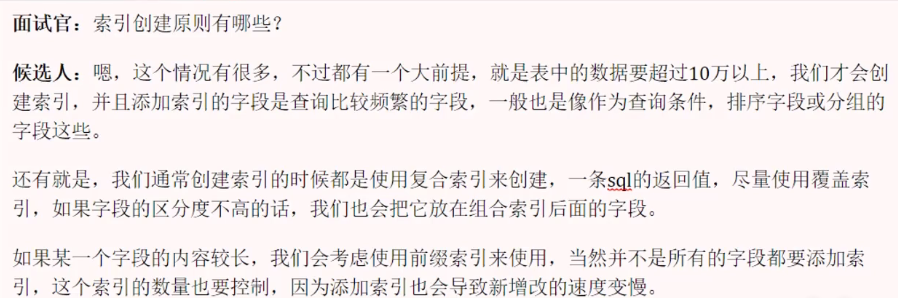 面试官：索引创建原则有哪些？
候选人：嗯，这个情况有很多，不过都有一个大前提，就是表中的数据要超过10万以上，我们才会创
建索引，并且添加索引的字段是查询比较频繁的字段，一般也是像作为查询条件，排序字段或分组的
字段这些。
还有就是，我们通常创建索引的时候都是使用复合索引来创建，一条sql的返回值，尽量使用覆盖索
引，如果字段的区分度不高的话，我们也会把它放在组合索引后面的字段。
如果某一个字段的内容较长，我们会考虑使用前缀索引来使用，当然并不是所有的字段都要添加索
引，这个索引的数量也要控制，因为添加索引也会导致新增改的速度变慢。